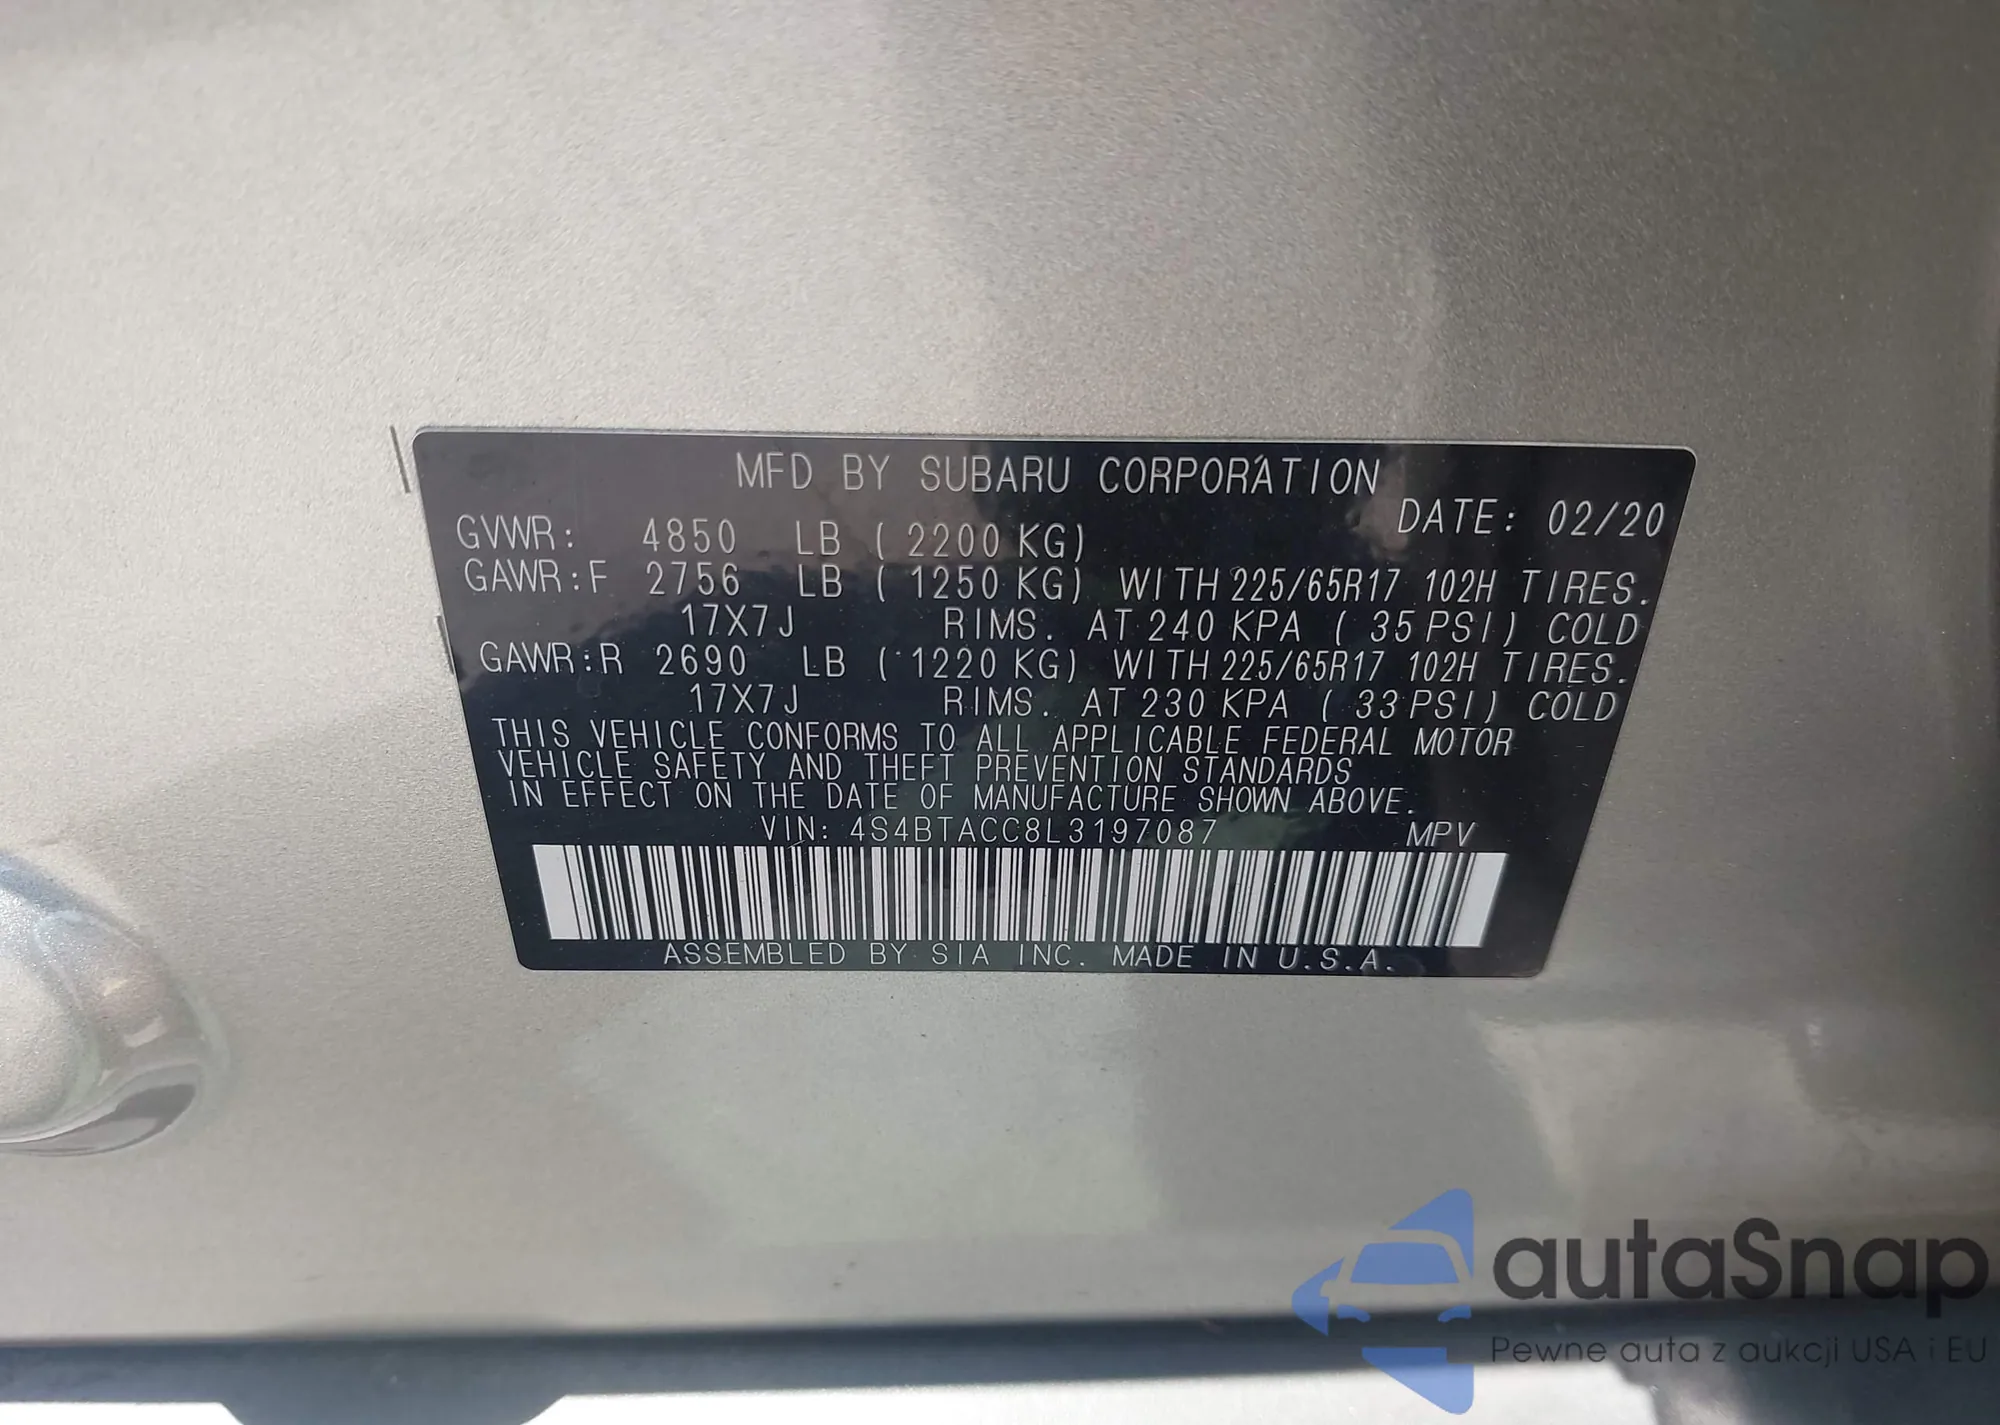 MFD BY SUBARU CORPORATION
DATE: 02/20
GVWR: 4850 LB (2200 KG)
GAWR:F 2756 LB (1250 KG) WITH 225/65R17 102H TIRES.
17X7J RIMS. AT 240 KPA ( 35 PSI) COLD
GAWR:R 2690 LB (1220 KG) WITH 225/65R17 102H TIRES.
17X7J RIMS. AT 230 KPA ( 33 PSI) COLD
THIS VEHICLE CONFORMS TO ALL APPLICABLE FEDERAL MOTOR
VEHICLE SAFETY AND THEFT PREVENTION STANDARDS
IN EFFECT ON THE DATE OF MANUFACTURE SHOWN ABOVE.
VIN: 4S4BTACC8L3197087 MPV
ASSEMBLED BY SIA INC. MADE IN U.S.A.
autaSnap
Pewne auta z aukcji USA i EU